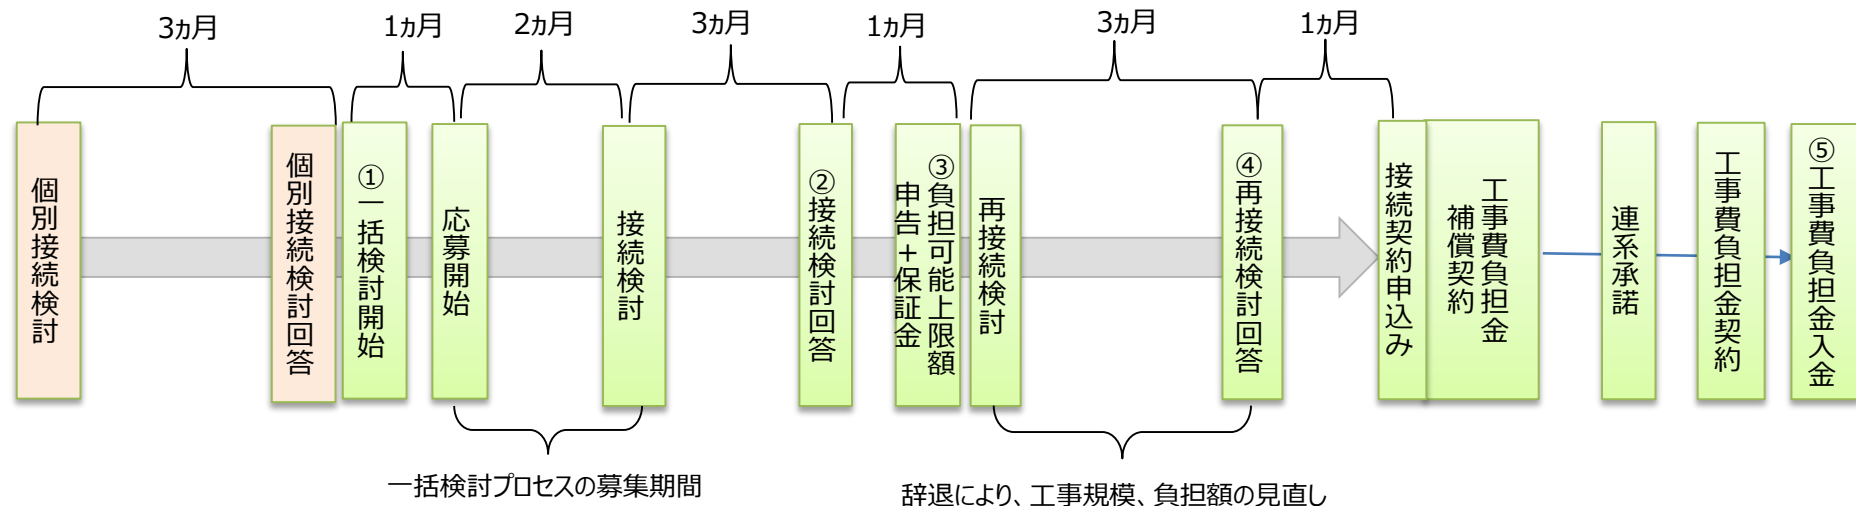 3ヵ月
1ヵ月
2ヵ月
3ヵ月
1ヵ月
3ヵ月
1ヵ月
個別接続検討
個別接続検討回答
①一括検討開始
応募開始
接続検討
②接続検討回答
③負担可能上限額
申告+保証金
再接続検討
④再接続検討回答
接続契約申込み
工事費負担金
補償契約
連系承諾
工事費負担金契約
⑤工事費負担金入金
一括検討プロセスの募集期間
辞退により、工事規模、負担額の見直し